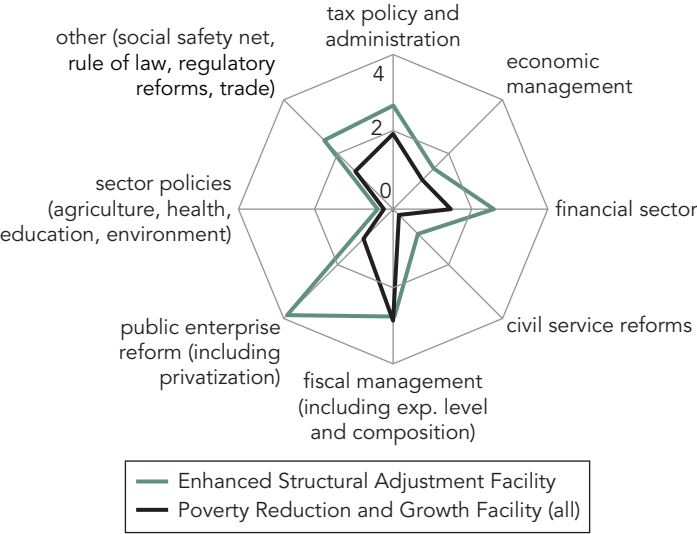 tax policy and
administration
other (social safety net,
rule of law, regulatory
reforms, trade)
economic
management
4
2
0
sector policies
(agriculture, health,
education, environment)
financial sector
public enterprise
reform (including
privatization)
civil service reforms
fiscal management
(including exp. level
and composition)
Enhanced Structural Adjustment Facility
Poverty Reduction and Growth Facility (all)